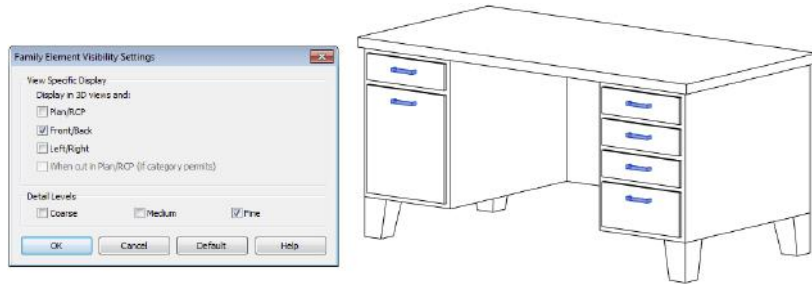 Family Element Visibility Settings
View Specific Display
Display in 3D views and:
Plan/RCP
Front/Back
Left/Right
When cut in Plan/RCP (if category permits)
Detail Levels
Coarse Medium Fine
OK Cancel Default Help